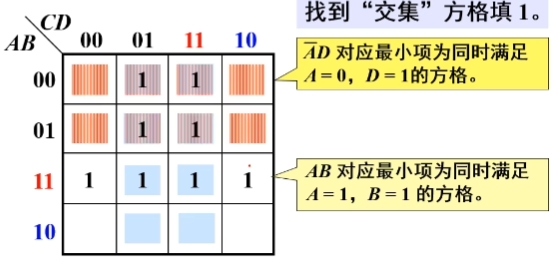 找到“交集”方格填 1。
CD
AB 00 01 11 10
00 1 1
A̅D 对应最小项为同时满足
A = 0，D = 1的方格。
01 1 1
11 1 1 1 1
AB 对应最小项为同时满足
A = 1，B = 1 的方格。
10